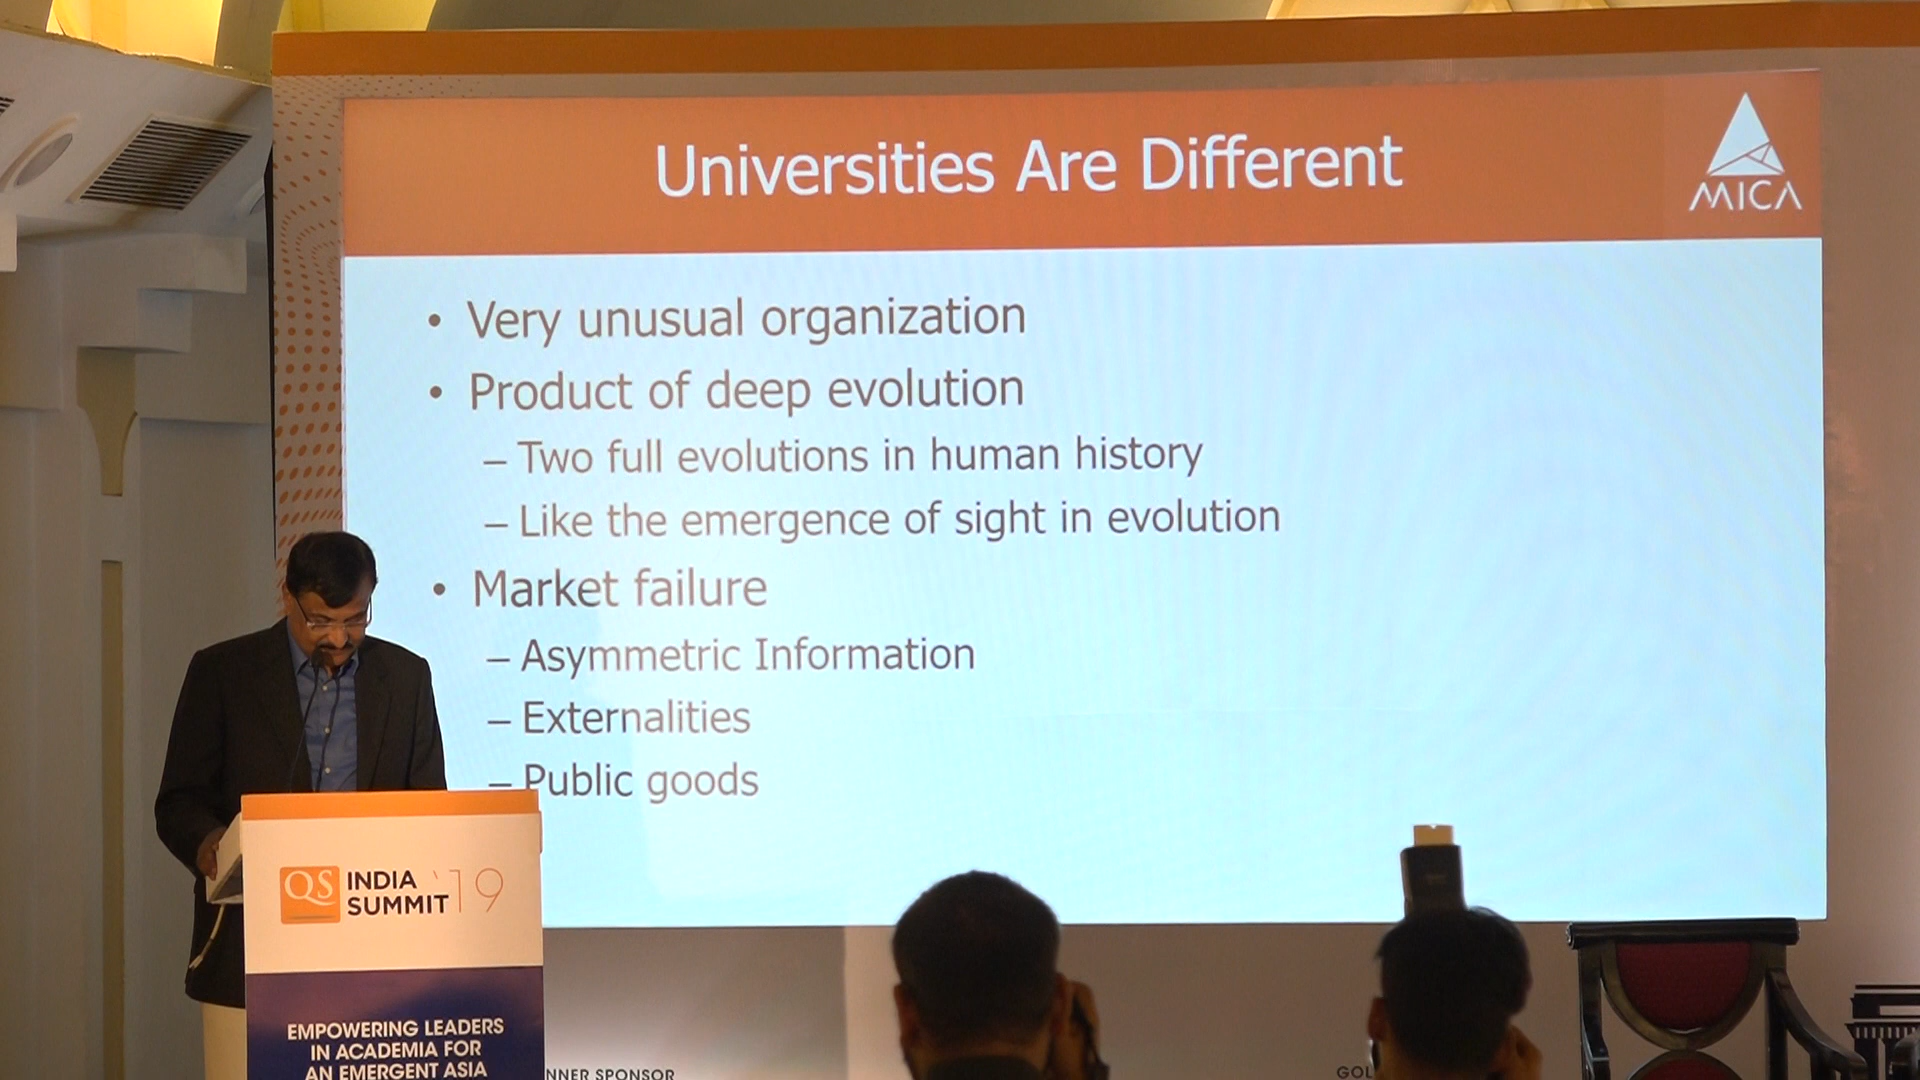 Universities Are Different
MICA
• Very unusual organization
• Product of deep evolution
– Two full evolutions in human history
– Like the emergence of sight in evolution
• Market failure
– Asymmetric Information
– Externalities
– Public goods
QS INDIA SUMMIT '19
EMPOWERING LEADERS
IN ACADEMIA FOR
AN EMERGENT ASIA
NNER SPONSOR
GOL